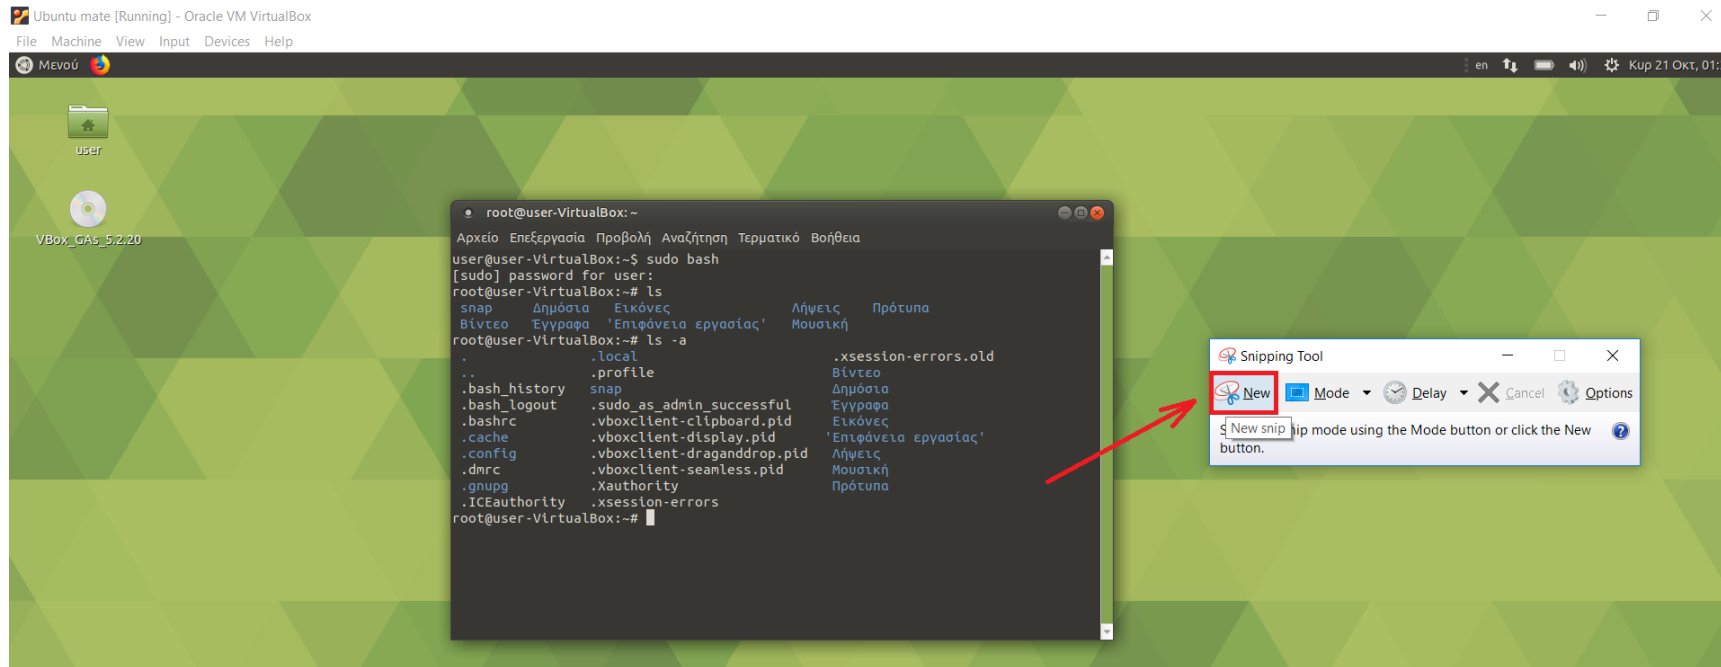 Ubuntu mate [Running] - Oracle VM VirtualBox
File Machine View Input Devices Help
Μενού en Κυρ 21 Οκτ, 01:
user
VBox_GAs_5.2.20
root@user-VirtualBox: ~
Αρχείο Επεξεργασία Προβολή Αναζήτηση Τερματικό Βοήθεια
user@user-VirtualBox:~$ sudo bash
[sudo] password for user:
root@user-VirtualBox:~# ls
snap Δημόσια Εικόνες Λήψεις Πρότυπα
Βίντεο Έγγραφα 'Επιφάνεια εργασίας' Μουσική
root@user-VirtualBox:~# ls -a
. .local .xsession-errors.old
.. .profile Βίντεο
.bash_history snap Δημόσια
.bash_logout .sudo_as_admin_successful Έγγραφα
.bashrc .vboxclient-clipboard.pid Εικόνες
.cache .vboxclient-display.pid 'Επιφάνεια εργασίας'
.config .vboxclient-draganddrop.pid Λήψεις
.dmrc .vboxclient-seamless.pid Μουσική
.gnupg .Xauthority Πρότυπα
.ICEauthority .xsession-errors
root@user-VirtualBox:~#
Snipping Tool
New Mode Delay Cancel Options
New snip
mode using the Mode button or click the New
button.